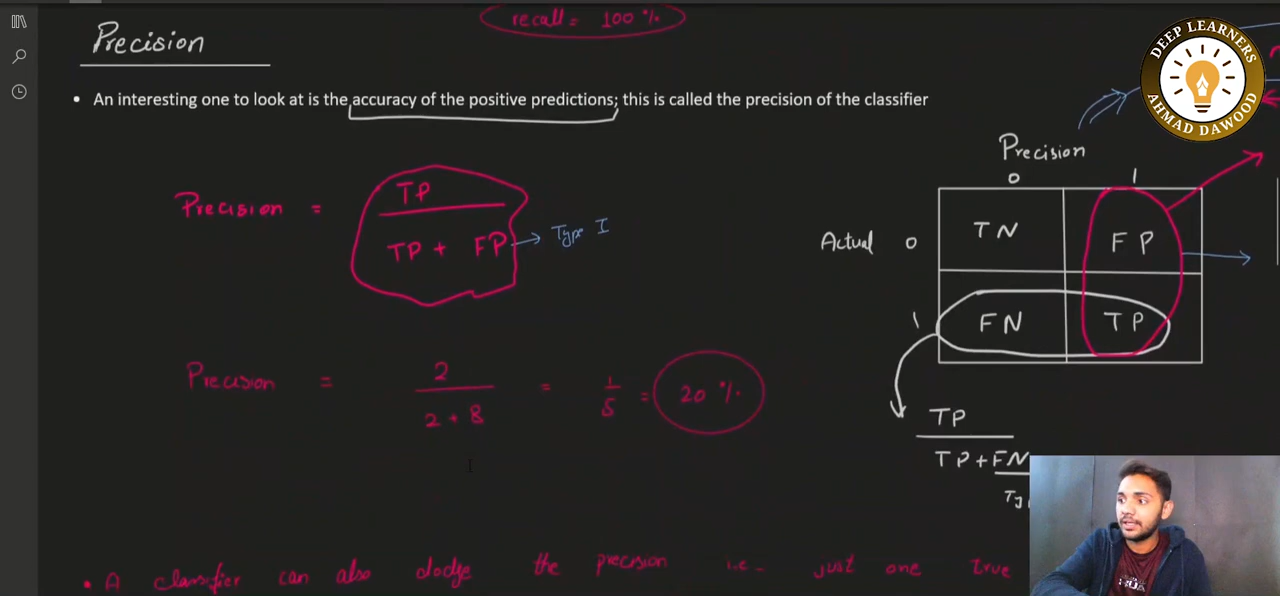 recall = 100 %
Precision
• An interesting one to look at is the accuracy of the positive predictions; this is called the precision of the classifier
DEEP LEARNERS
AHMAD DAWOOD
Precision
0 1
Precision = TP
TP + FP → Type I
Actual 0 TN FP
1 FN TP
Precision = 2
2 + 8
= 1
5
= 20 %
TP
TP + FN
• A classifier can also dodge the precision i.e. just one true